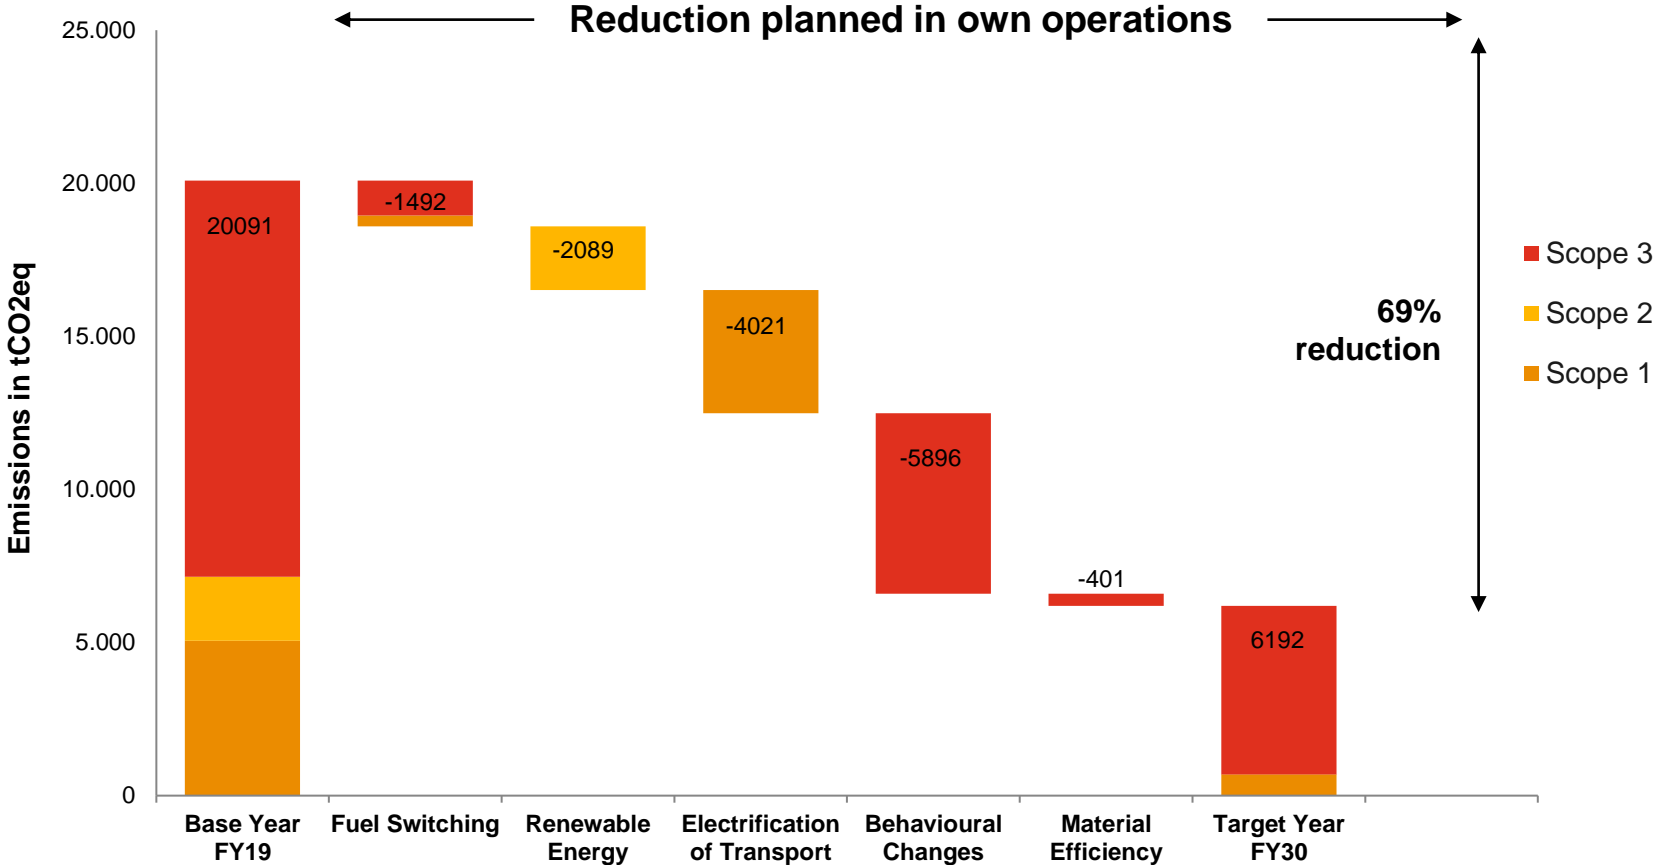 Reduction planned in own operations
Emissions in tCO2eq
25.000
20.000
15.000
10.000
5.000
0
20091
-1492
-2089
-4021
-5896
-401
6192
69%
reduction
Scope 3
Scope 2
Scope 1
Base Year
FY19
Fuel Switching
Renewable
Energy
Electrification
of Transport
Behavioural
Changes
Material
Efficiency
Target Year
FY30